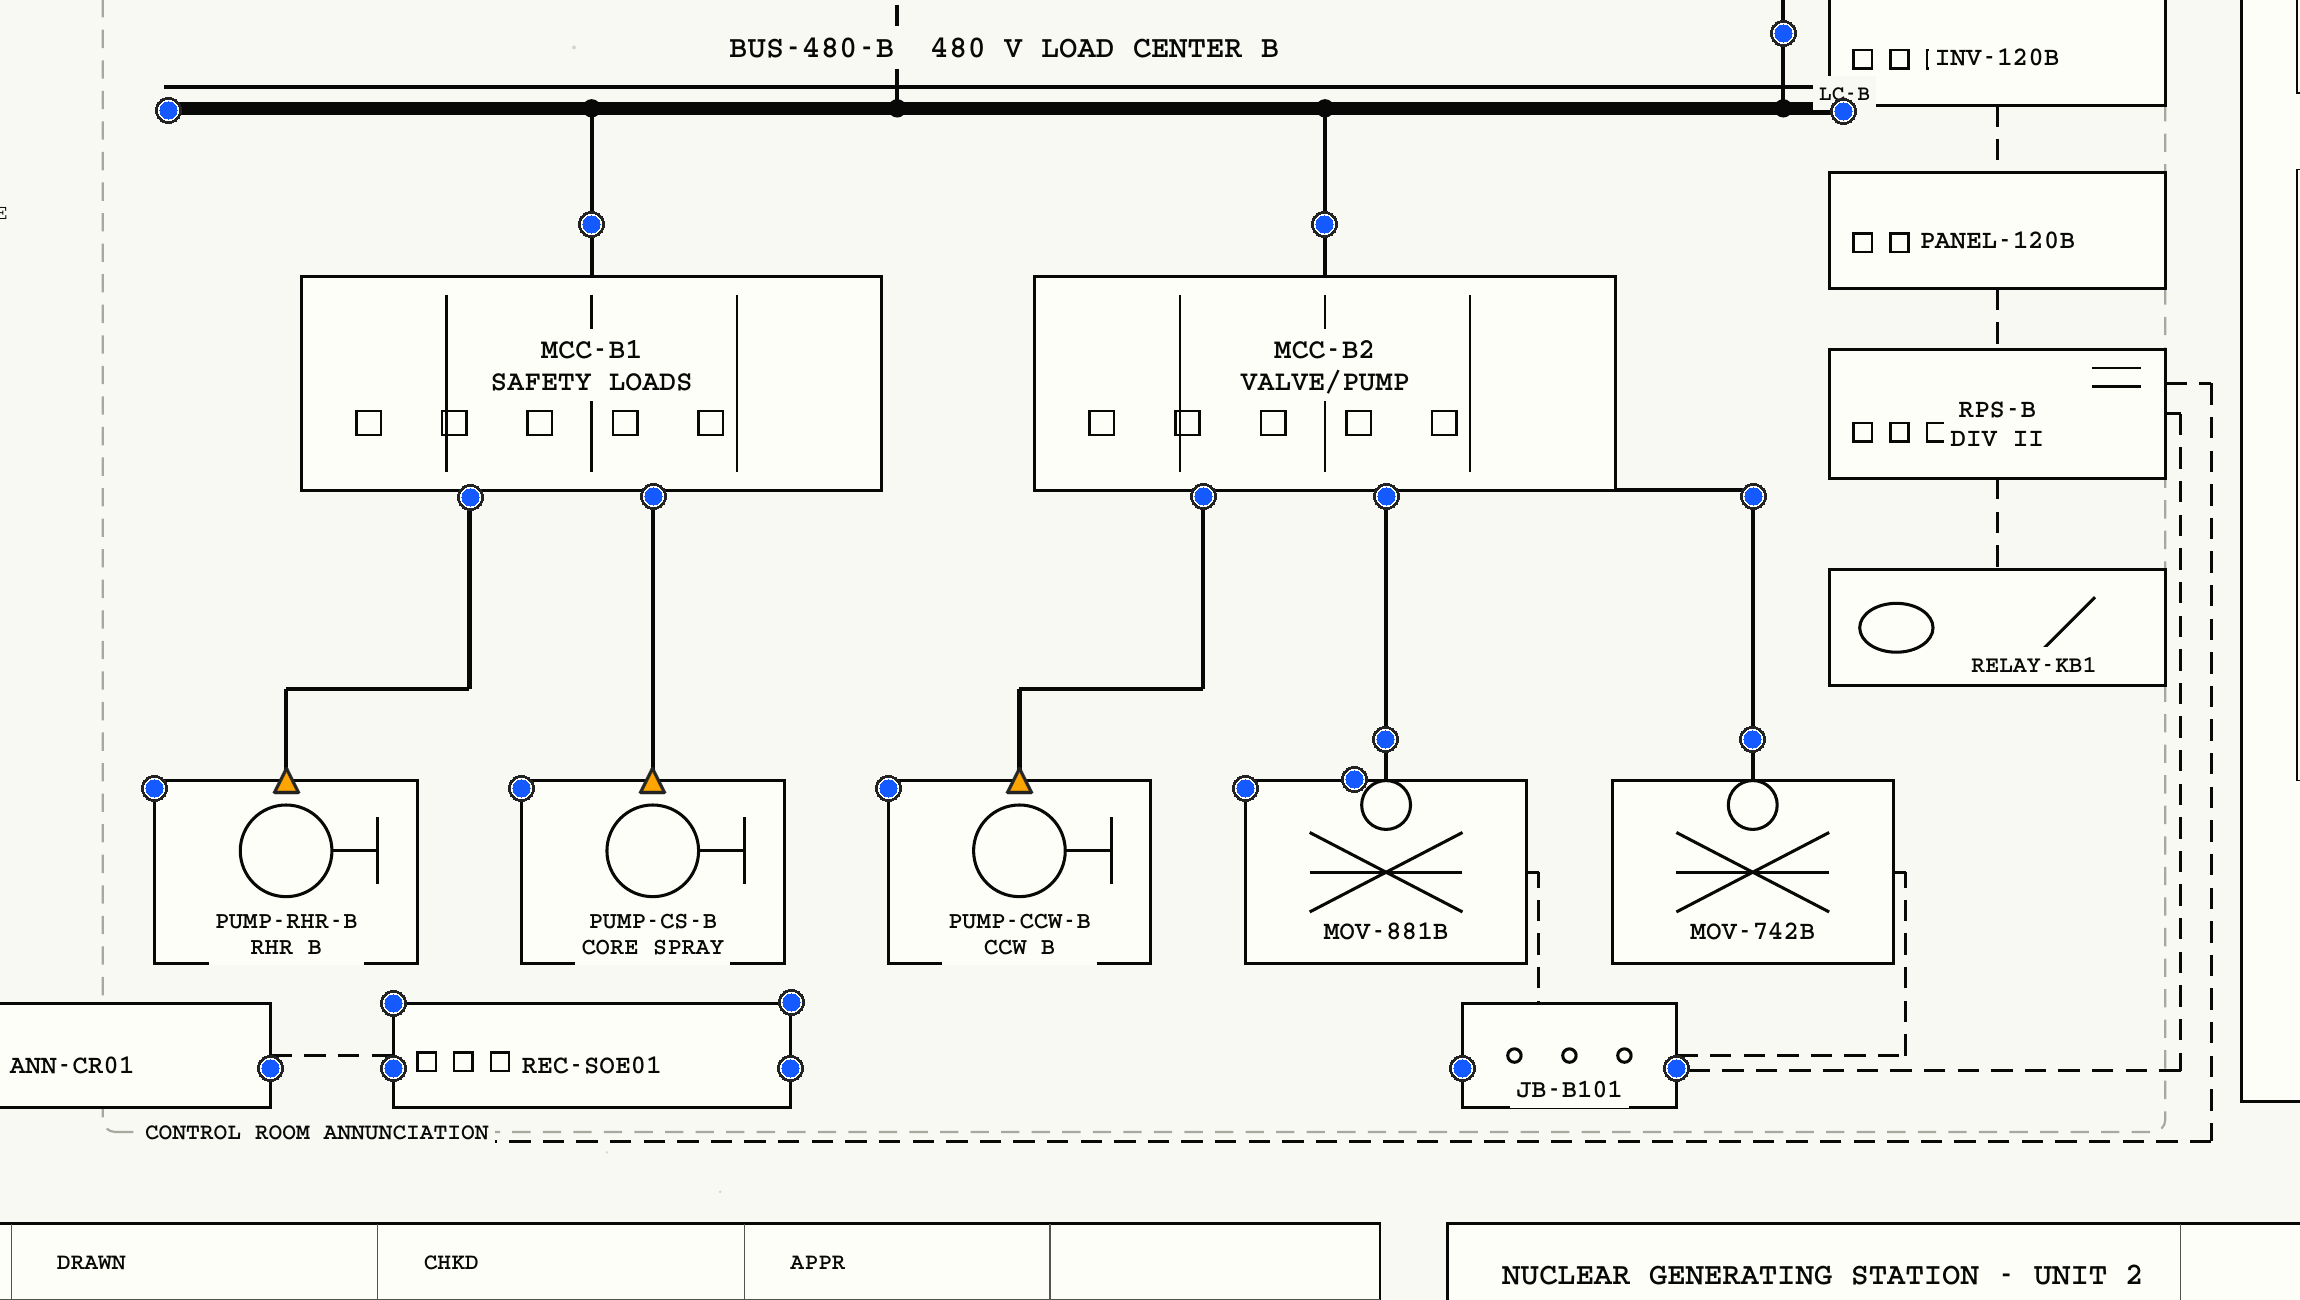 BUS-480-B 480 V LOAD CENTER B
INV-120B
LC-B
E
PANEL-120B
MCC-B1
SAFETY LOADS
MCC-B2
VALVE/PUMP
RPS-B
DIV II
RELAY-KB1
PUMP-RHR-B
RHR B
PUMP-CS-B
CORE SPRAY
PUMP-CCW-B
CCW B
MOV-881B
MOV-742B
ANN-CR01
REC-SOE01
JB-B101
CONTROL ROOM ANNUNCIATION
DRAWN
CHKD
APPR
NUCLEAR GENERATING STATION - UNIT 2